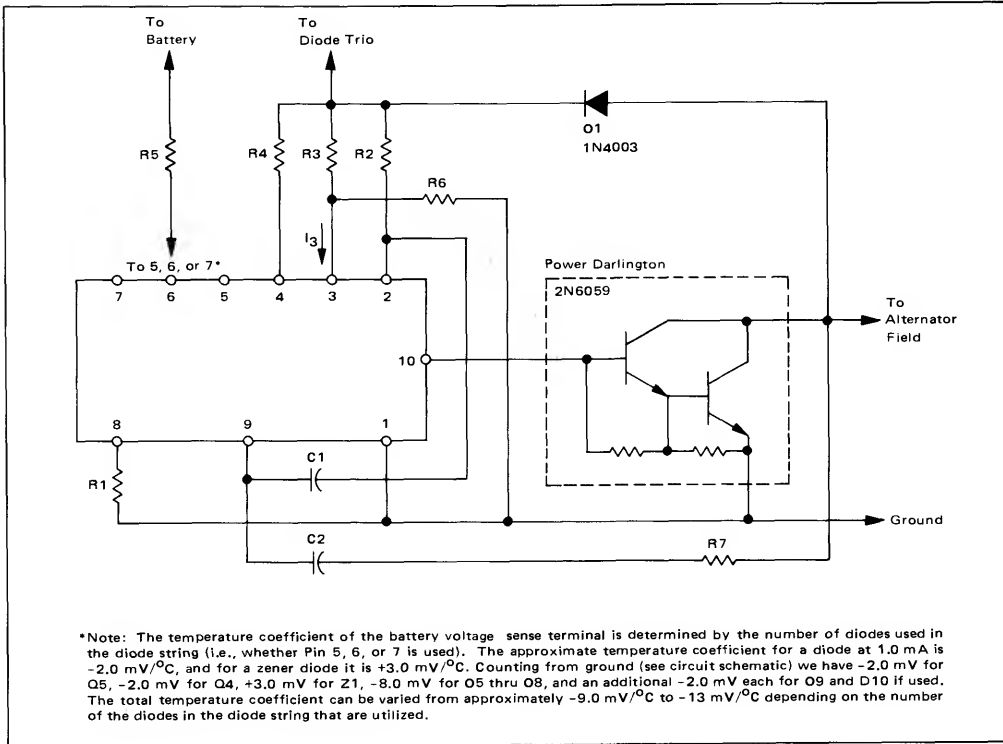 To
Battery
To
Diode Trio
O1
1N4003
R5
R4
R3
R2
R6
I3
To 5, 6, or 7*
7
6
5
4
3
2
Power Darlington
2N6059
To
Alternator
Field
10
8
9
1
C1
R1
Ground
C2
R7
*Note: The temperature coefficient of the battery voltage sense terminal is determined by the number of diodes used in
the diode string (i.e., whether Pin 5, 6, or 7 is used). The approximate temperature coefficient for a diode at 1.0 mA is
-2.0 mV/°C, and for a zener diode it is +3.0 mV/°C. Counting from ground (see circuit schematic) we have -2.0 mV for
Q5, -2.0 mV for Q4, +3.0 mV for Z1, -8.0 mV for O5 thru O8, and an additional -2.0 mV each for O9 and D10 if used.
The total temperature coefficient can be varied from approximately -9.0 mV/°C to -13 mV/°C depending on the number
of the diodes in the diode string that are utilized.